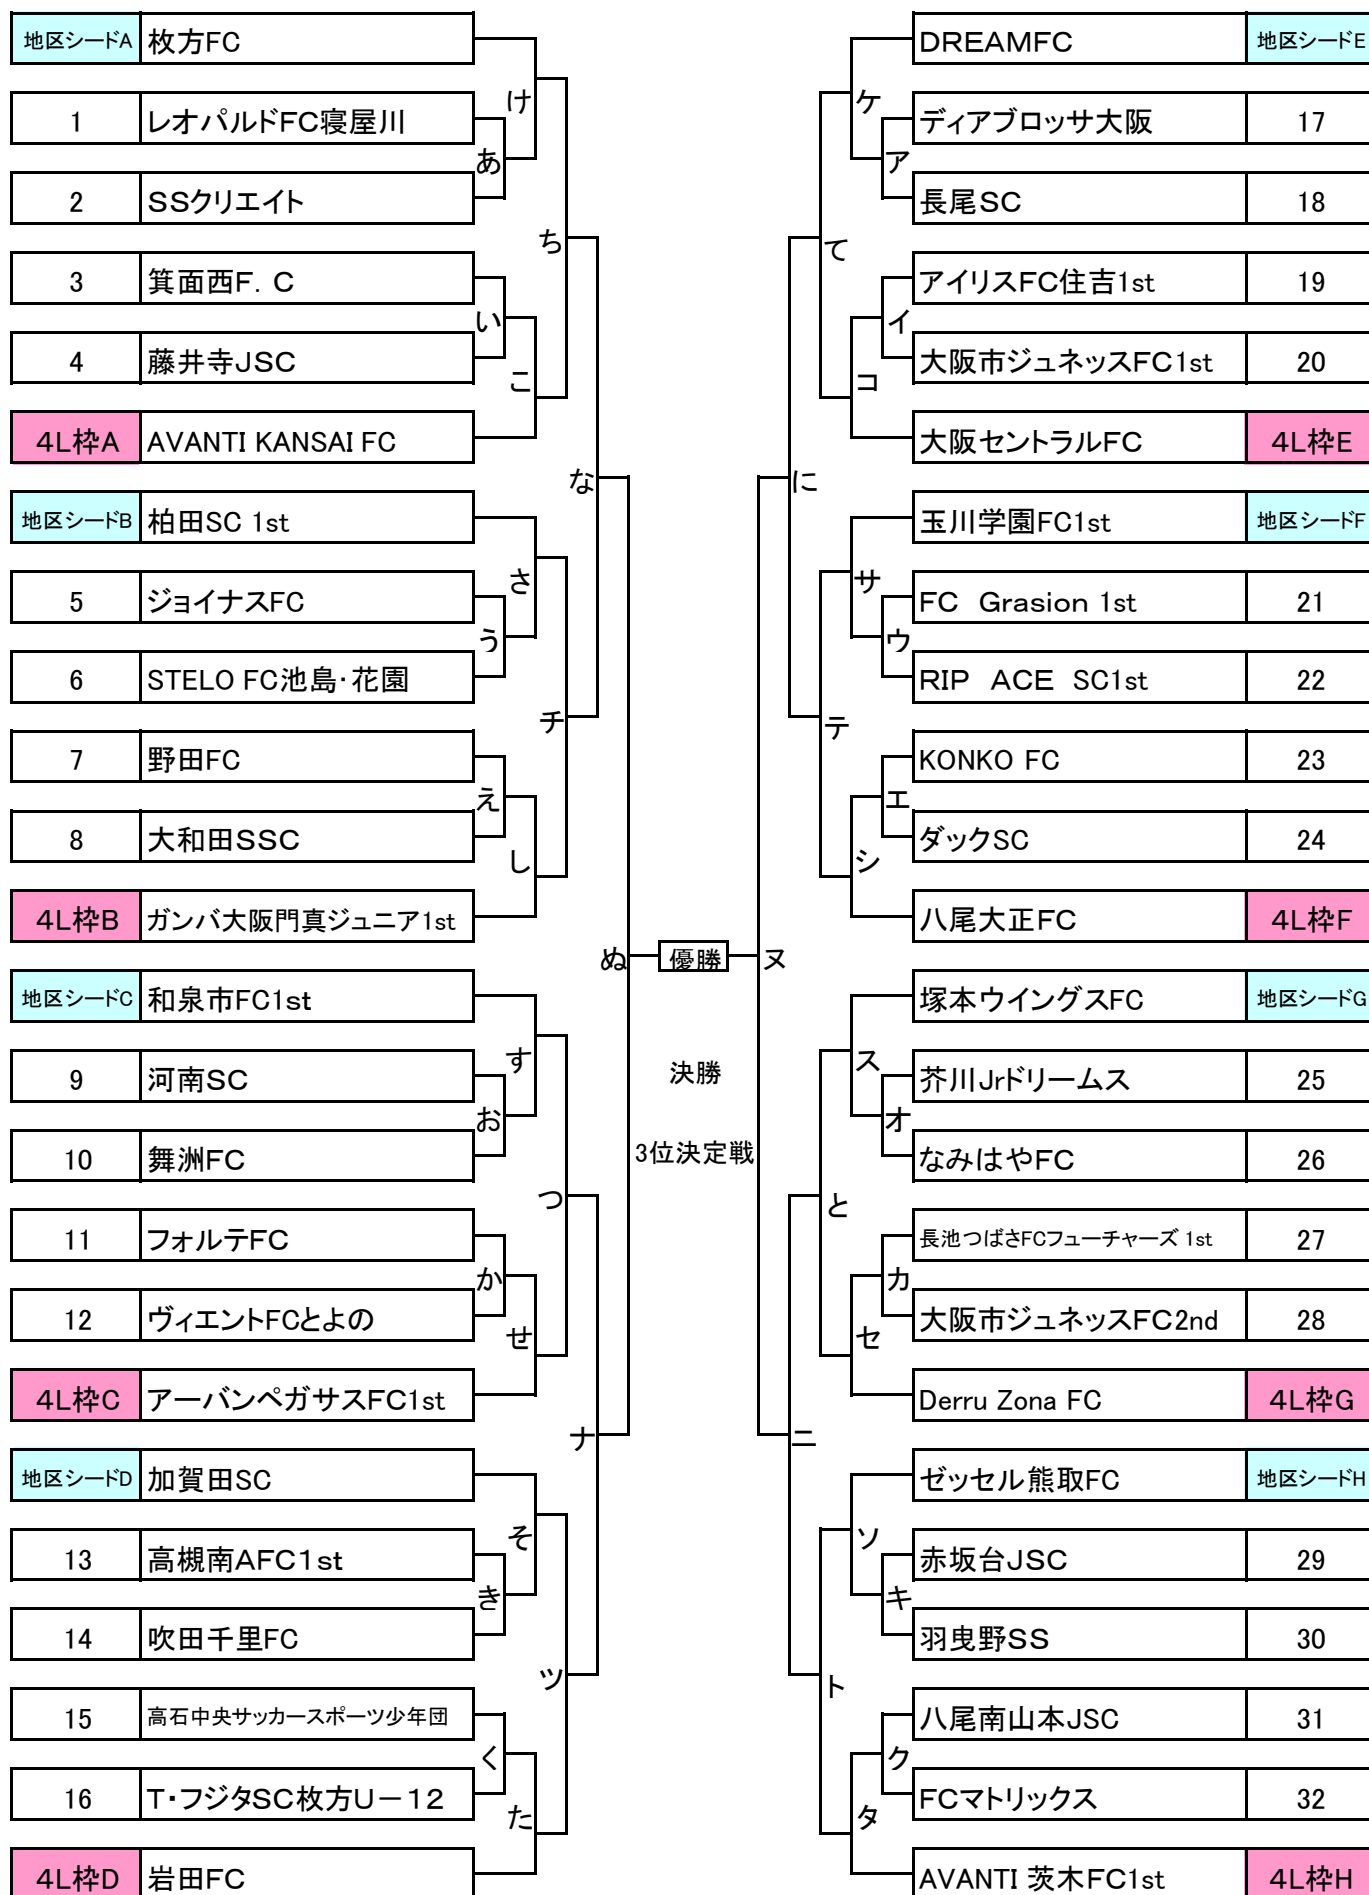 地区シードA 枚方FC
1 レオパルドFC寝屋川
2 SSクリエイト
3 箕面西F．C
4 藤井寺JSC
4L枠A AVANTI KANSAI FC
地区シードB 柏田SC 1st
5 ジョイナスFC
6 STELO FC池島・花園
7 野田FC
8 大和田SSC
4L枠B ガンバ大阪門真ジュニア1st
地区シードC 和泉市FC1st
9 河南SC
10 舞洲FC
11 フォルテFC
12 ヴィエントFCとよの
4L枠C アーバンペガサスFC1st
地区シードD 加賀田SC
13 高槻南AFC1st
14 吹田千里FC
15 高石中央サッカースポーツ少年団
16 T・フジタSC枚方U－12
4L枠D 岩田FC
け
あ
ち
い
こ
な
さ
う
チ
え
し
ぬ
す
お
つ
か
せ
ナ
そ
き
ツ
く
た
優勝
決勝
3位決定戦
ケ
ア
て
イ
コ
に
サ
ウ
テ
エ
シ
ヌ
ス
オ
と
カ
セ
ニ
ソ
キ
ト
ク
タ
DREAMFC 地区シードE
ディアブロッサ大阪 17
長尾SC 18
アイリスFC住吉1st 19
大阪市ジュネッスFC1st 20
大阪セントラルFC 4L枠E
玉川学園FC1st 地区シードF
FC　Grasion 1st 21
RIP　ACE　SC1st 22
KONKO FC 23
ダックSC 24
八尾大正FC 4L枠F
塚本ウイングスFC 地区シードG
芥川Jrドリームス 25
なみはやFC 26
長池つばさFCフューチャーズ 1st 27
大阪市ジュネッスFC2nd 28
Derru Zona FC 4L枠G
ゼッセル熊取FC 地区シードH
赤坂台JSC 29
羽曳野SS 30
八尾南山本JSC 31
FCマトリックス 32
AVANTI 茨木FC1st 4L枠H